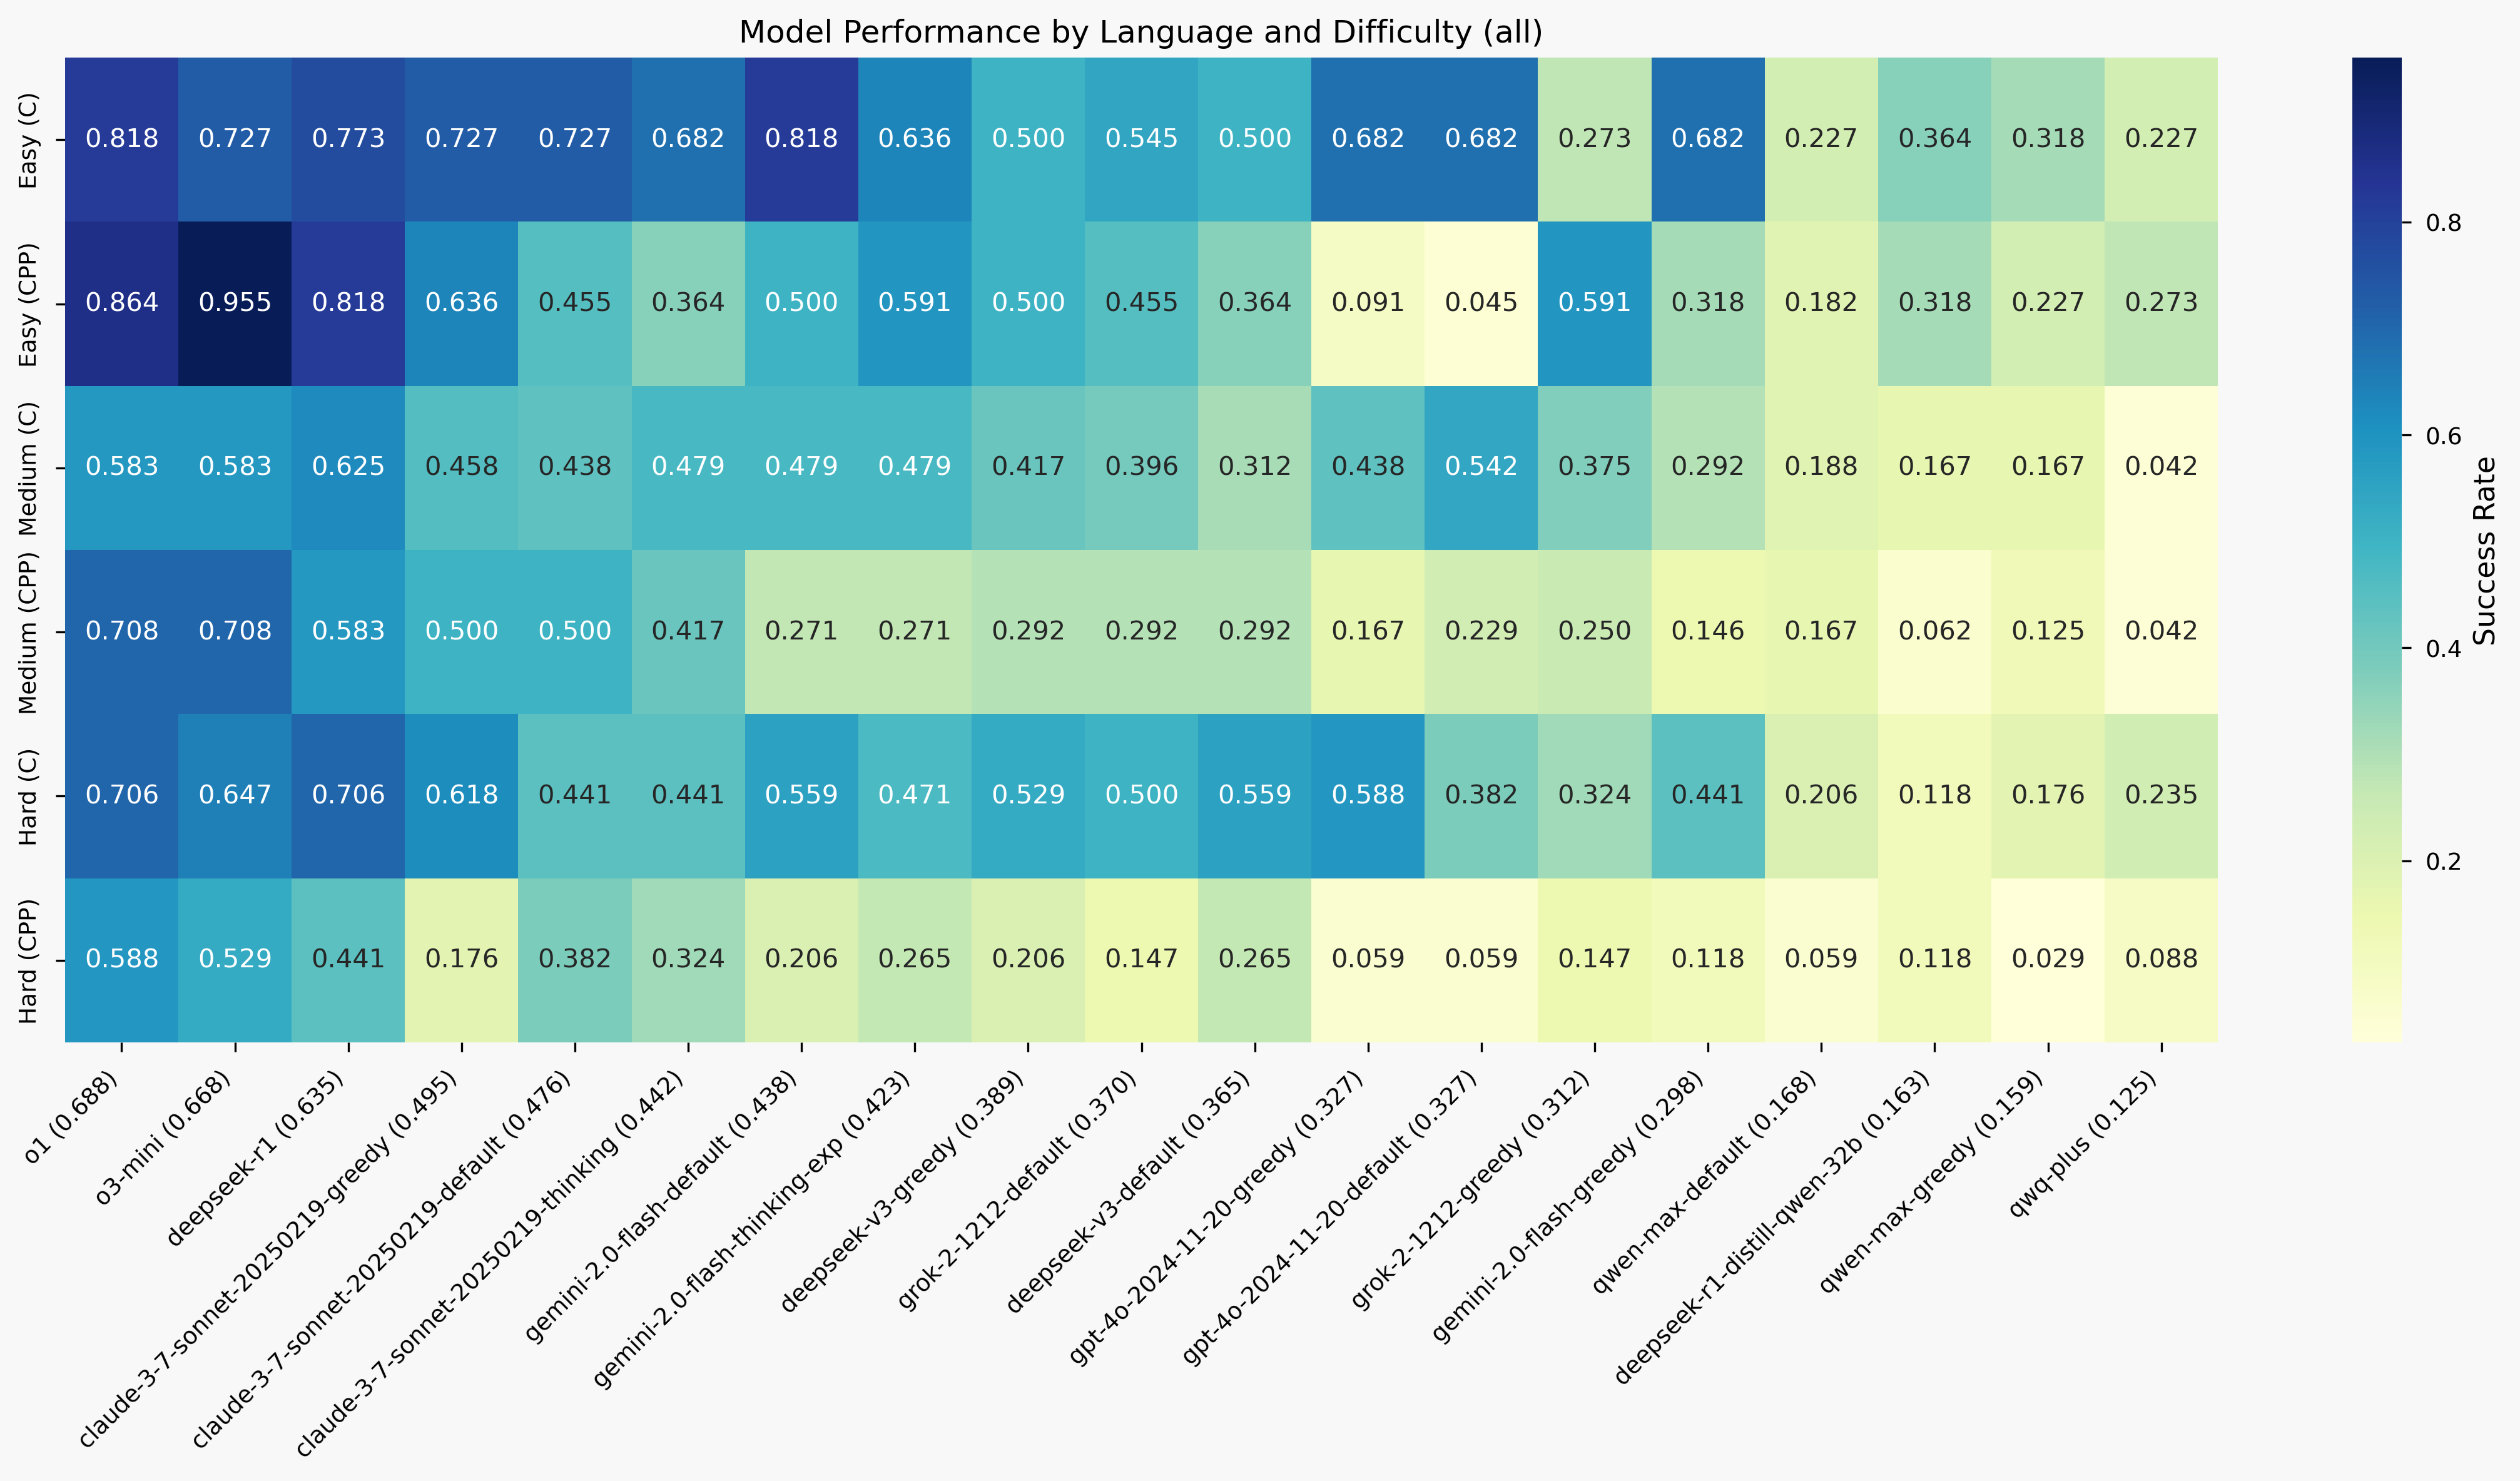 Model Performance by Language and Difficulty (all)
Easy (C)
0.818 0.727 0.773 0.727 0.727 0.682 0.818 0.636 0.500 0.545 0.500 0.682 0.682 0.273 0.682 0.227 0.364 0.318 0.227
Easy (CPP)
0.864 0.955 0.818 0.636 0.455 0.364 0.500 0.591 0.500 0.455 0.364 0.091 0.045 0.591 0.318 0.182 0.318 0.227 0.273
Medium (C)
0.583 0.583 0.625 0.458 0.438 0.479 0.479 0.479 0.417 0.396 0.312 0.438 0.542 0.375 0.292 0.188 0.167 0.167 0.042
Medium (CPP)
0.708 0.708 0.583 0.500 0.500 0.417 0.271 0.271 0.292 0.292 0.292 0.167 0.229 0.250 0.146 0.167 0.062 0.125 0.042
Hard (C)
0.706 0.647 0.706 0.618 0.441 0.441 0.559 0.471 0.529 0.500 0.559 0.588 0.382 0.324 0.441 0.206 0.118 0.176 0.235
Hard (CPP)
0.588 0.529 0.441 0.176 0.382 0.324 0.206 0.265 0.206 0.147 0.265 0.059 0.059 0.147 0.118 0.059 0.118 0.029 0.088
o1 (0.688)
o3-mini (0.668)
deepseek-r1 (0.635)
claude-3-7-sonnet-20250219-greedy (0.495)
claude-3-7-sonnet-20250219-default (0.476)
claude-3-7-sonnet-20250219-thinking (0.442)
gemini-2.0-flash-default (0.438)
gemini-2.0-flash-thinking-exp (0.423)
deepseek-v3-greedy (0.389)
grok-2-1212-default (0.370)
deepseek-v3-default (0.365)
gpt-4o-2024-11-20-greedy (0.327)
gpt-4o-2024-11-20-default (0.327)
grok-2-1212-greedy (0.312)
gemini-2.0-flash-greedy (0.298)
qwen-max-default (0.168)
deepseek-r1-distill-qwen-32b (0.163)
qwen-max-greedy (0.159)
qwq-plus (0.125)
0.8
0.6
0.4
0.2
Success Rate